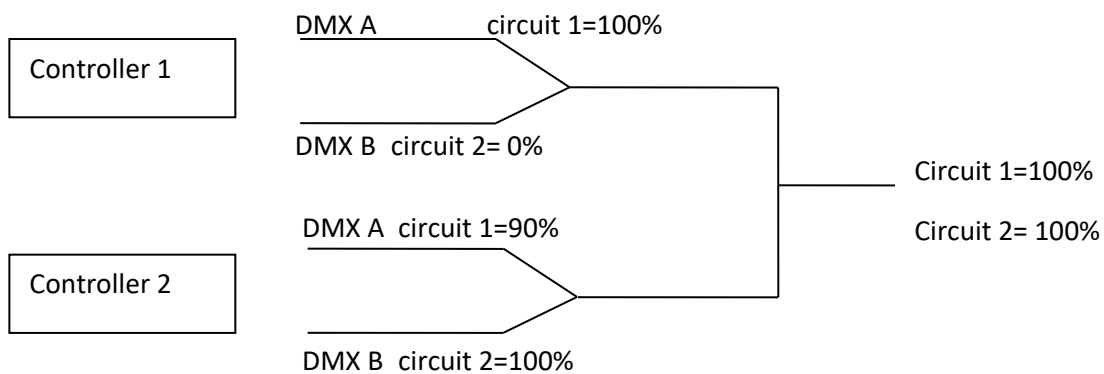 DMX A circuit 1=100%
Controller 1
DMX B circuit 2= 0%
Circuit 1=100%
DMX A circuit 1=90%
Circuit 2= 100%
Controller 2
DMX B circuit 2=100%